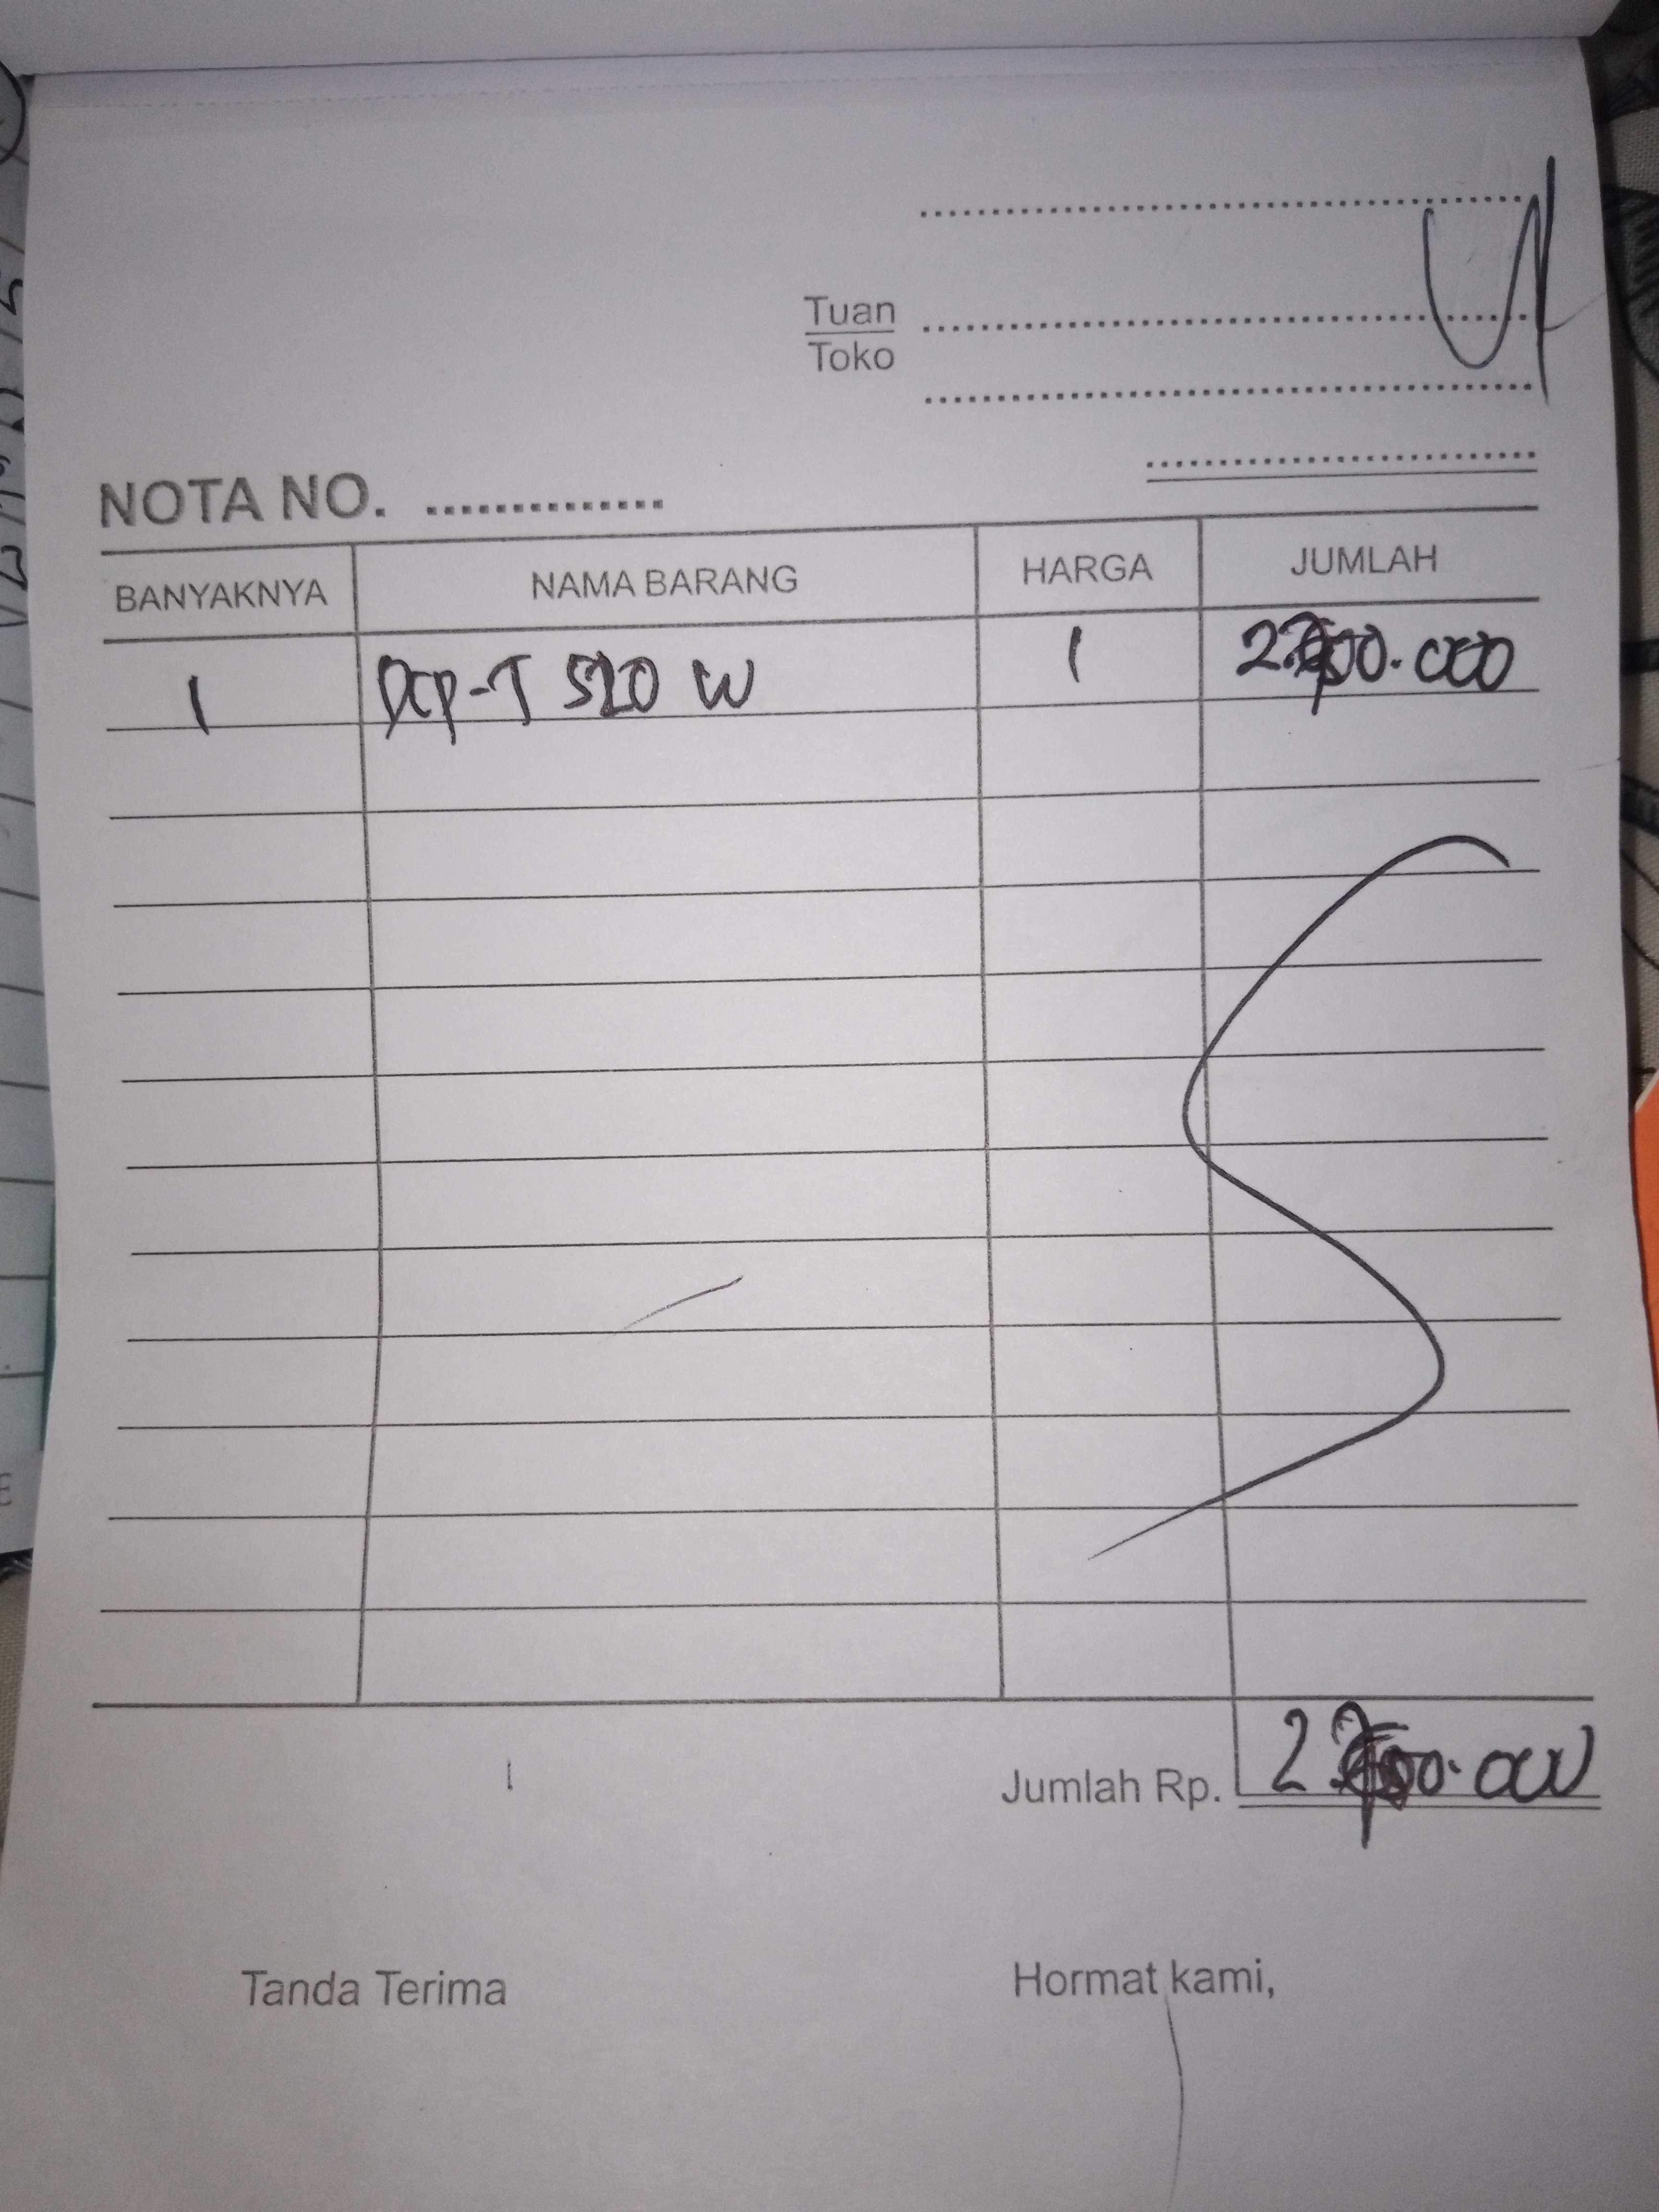 Tuan
Toko
NOTA NO. ..............
BANYAKNYA NAMA BARANG HARGA JUMLAH
1 DCP-T 520 W 1
Jumlah Rp.
Tanda Terima Hormat kami,